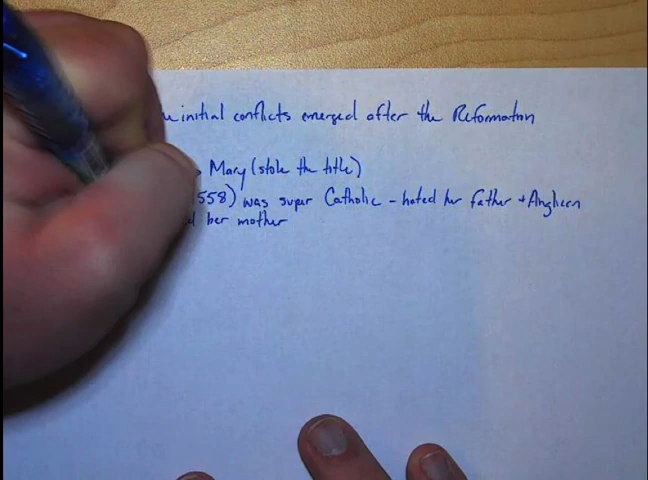 initial conflicts emerged after the Reformation
Mary (stole the title)
558) was super Catholic - hated her father + Anglican
her mother